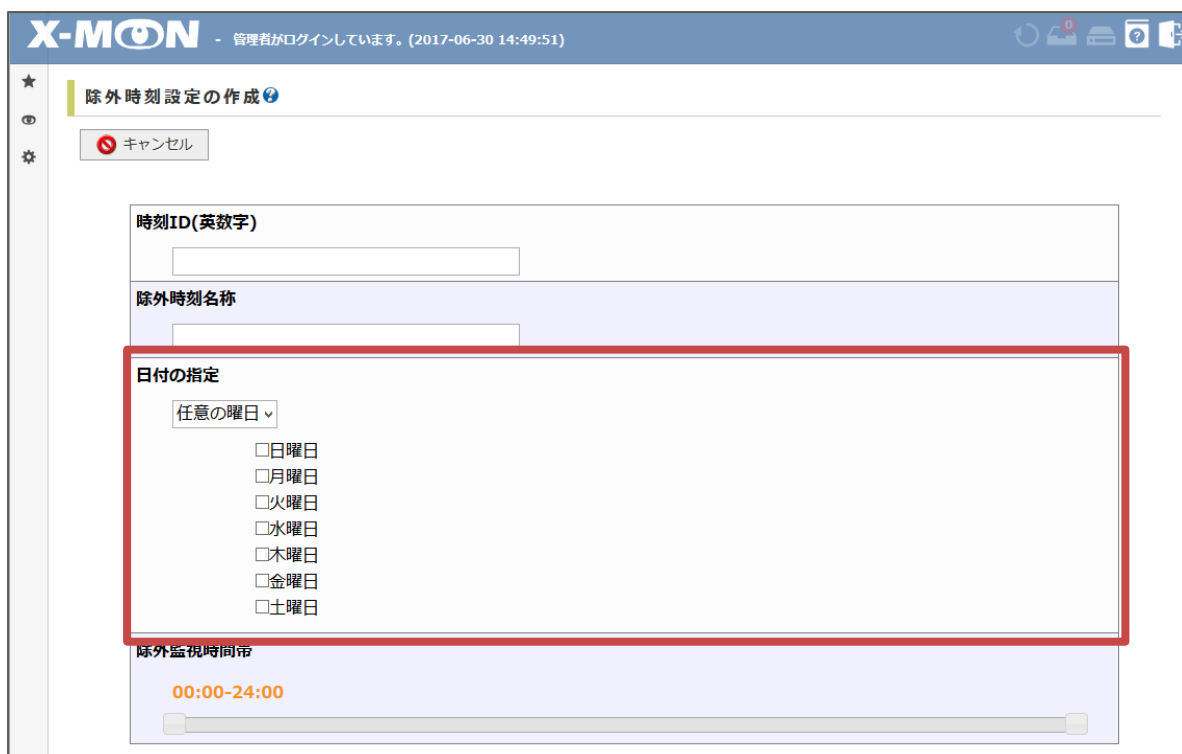 X-MON - 管理者がログインしています。(2017-06-30 14:49:51)
0
除外時刻設定の作成
キャンセル
時刻ID(英数字)
除外時刻名称
日付の指定
任意の曜日
日曜日
月曜日
火曜日
水曜日
木曜日
金曜日
土曜日
除外監視時間帯
00:00-24:00